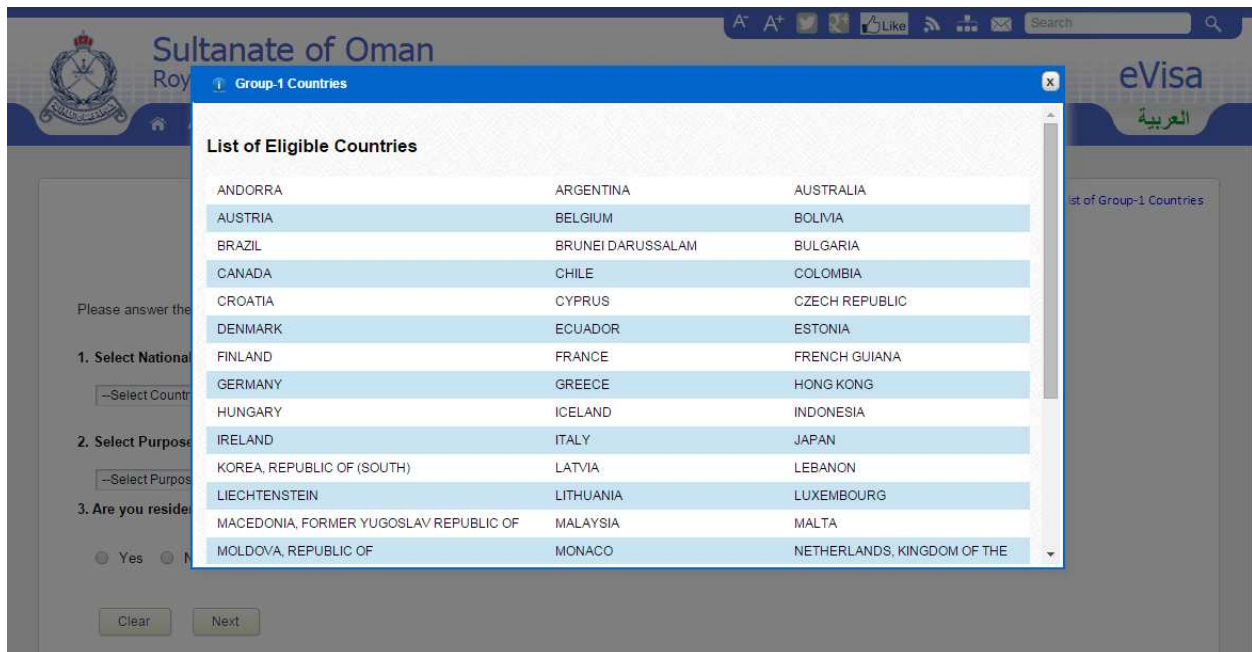 A- A+ Like Search
Sultanate of Oman
Roy
eVisa
العربية
Group-1 Countries x
List of Eligible Countries
ist of Group-1 Countries
ANDORRA ARGENTINA AUSTRALIA
AUSTRIA BELGIUM BOLIVIA
BRAZIL BRUNEI DARUSSALAM BULGARIA
CANADA CHILE COLOMBIA
CROATIA CYPRUS CZECH REPUBLIC
DENMARK ECUADOR ESTONIA
FINLAND FRANCE FRENCH GUIANA
GERMANY GREECE HONG KONG
HUNGARY ICELAND INDONESIA
IRELAND ITALY JAPAN
KOREA, REPUBLIC OF (SOUTH) LATVIA LEBANON
LIECHTENSTEIN LITHUANIA LUXEMBOURG
MACEDONIA, FORMER YUGOSLAV REPUBLIC OF MALAYSIA MALTA
MOLDOVA, REPUBLIC OF MONACO NETHERLANDS, KINGDOM OF THE
Please answer the
1. Select National
--Select Countr
2. Select Purpose
--Select Purpos
3. Are you reside
Yes N
Clear Next